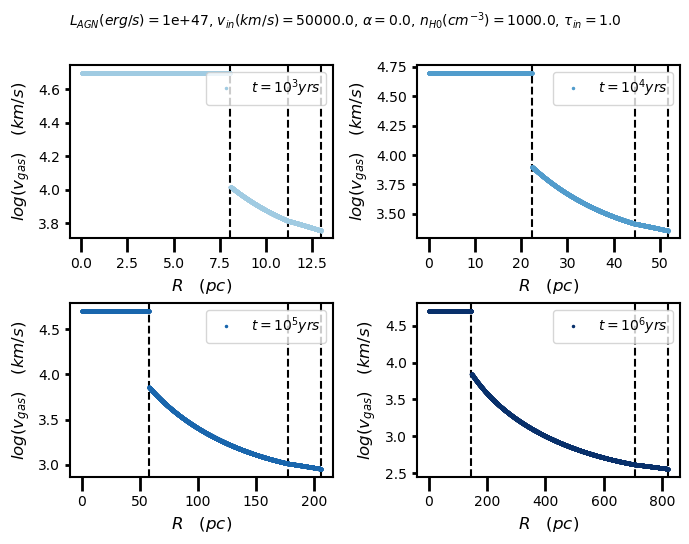 L_AGN(erg/s) = 1e+47, v_in(km/s) = 50000.0, α = 0.0, n_H0(cm^−3) = 1000.0, τ_in = 1.0
t = 10^3 yrs
log(v_gas) (km/s)
4.6
4.4
4.2
4.0
3.8
0.0 2.5 5.0 7.5 10.0 12.5
R (pc)
t = 10^4 yrs
log(v_gas) (km/s)
4.75
4.50
4.25
4.00
3.75
3.50
0 10 20 30 40 50
R (pc)
t = 10^5 yrs
log(v_gas) (km/s)
4.5
4.0
3.5
3.0
0 50 100 150 200
R (pc)
t = 10^6 yrs
log(v_gas) (km/s)
4.5
4.0
3.5
3.0
2.5
0 200 400 600 800
R (pc)